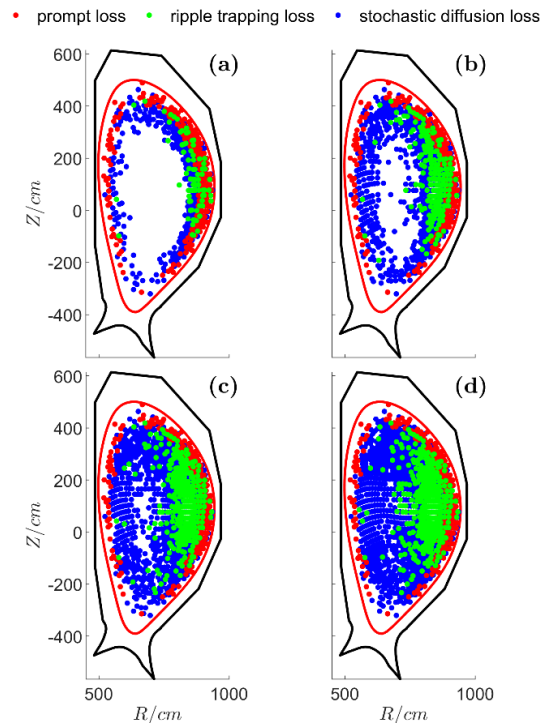 prompt loss ripple trapping loss stochastic diffusion loss
(a) (b)
600
400
200
0
-200
-400
Z/cm
(c) (d)
600
400
200
0
-200
-400
Z/cm
500 1000 500 1000
R/cm R/cm